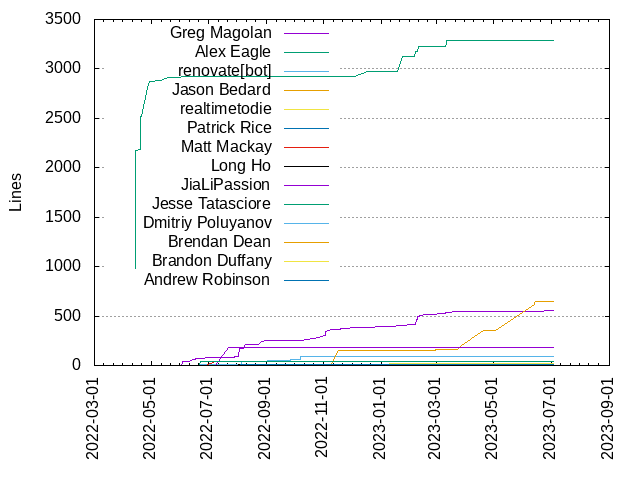 3500
3000
2500
2000
1500
1000
500
0
Lines
Greg Magolan
Alex Eagle
renovate[bot]
Jason Bedard
realtimetodie
Patrick Rice
Matt Mackay
Long Ho
JiaLiPassion
Jesse Tatasciore
Dmitriy Poluyanov
Brendan Dean
Brandon Duffany
Andrew Robinson
2022-03-01
2022-05-01
2022-07-01
2022-09-01
2022-11-01
2023-01-01
2023-03-01
2023-05-01
2023-07-01
2023-09-01